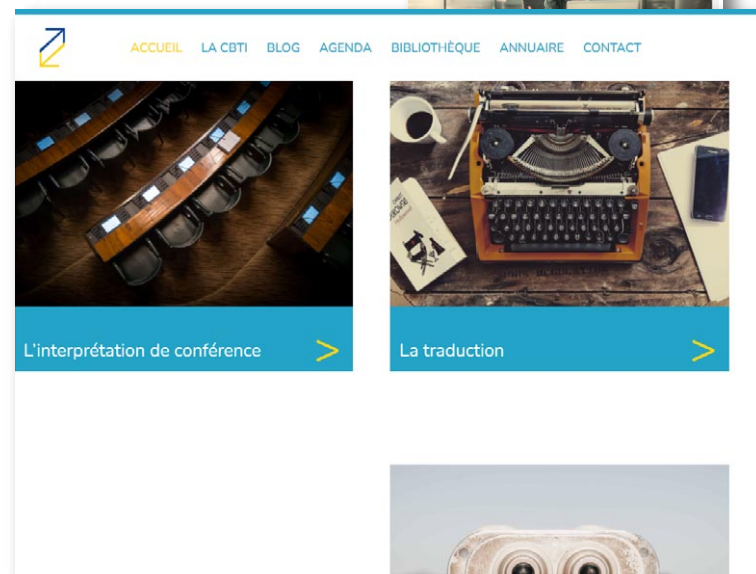 ACCUEIL LA CBTI BLOG AGENDA BIBLIOTHÈQUE ANNUAIRE CONTACT
L'interprétation de conférence >
La traduction >